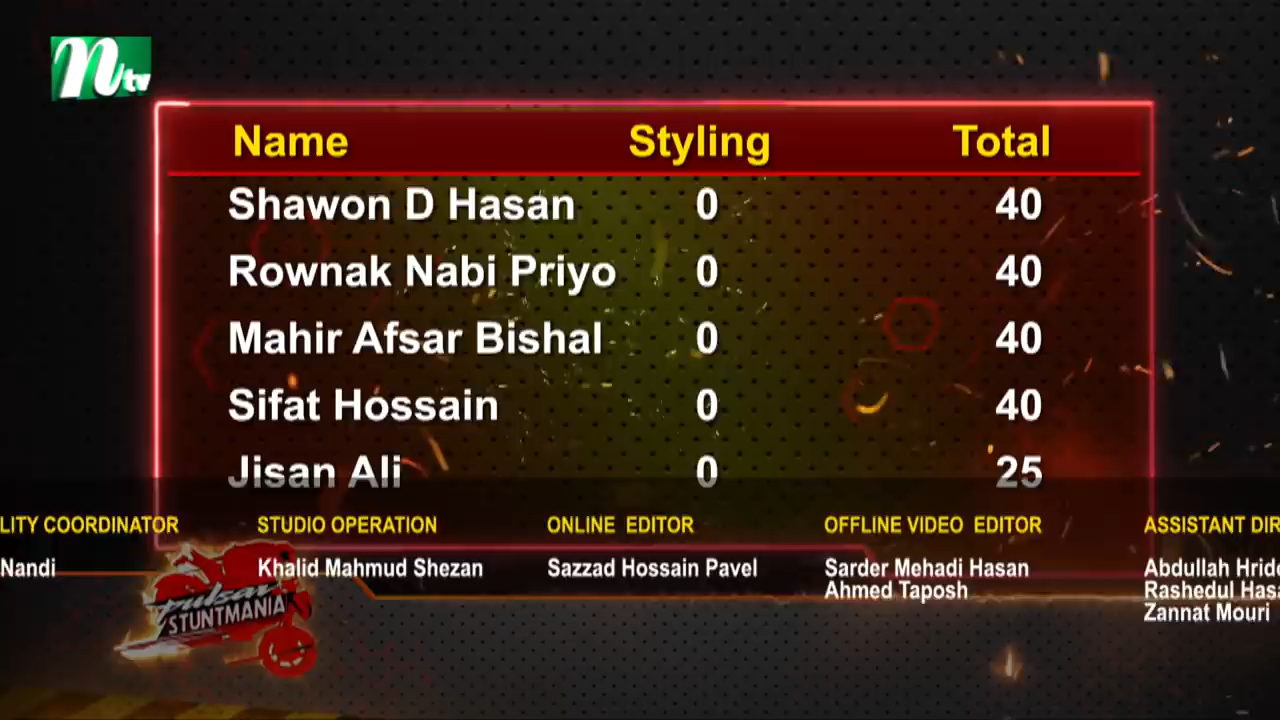 ntv
Name Styling Total
Shawon D Hasan 0 40
Rownak Nabi Priyo 0 40
Mahir Afsar Bishal 0 40
Sifat Hossain 0 40
Jisan Ali 0 25
LITY COORDINATOR STUDIO OPERATION ONLINE EDITOR OFFLINE VIDEO EDITOR ASSISTANT DIR
Nandi Khalid Mahmud Shezan Sazzad Hossain Pavel Sarder Mehadi Hasan Abdullah Hride
Ahmed Taposh Rashedul Hasa
Zannat Mouri
pulsar
STUNTMANIA